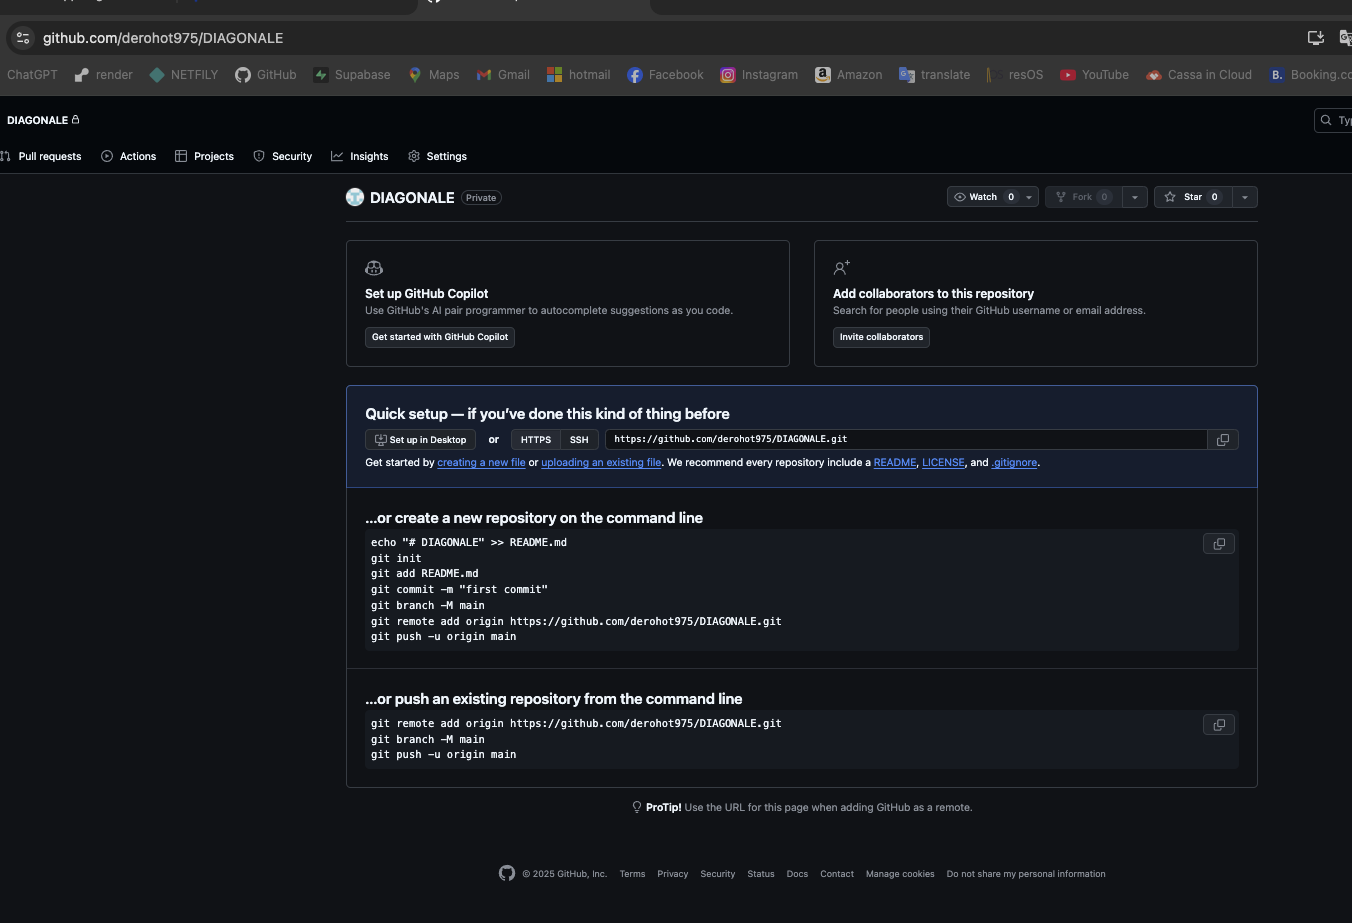 github.com/derohot975/DIAGONALE
ChatGPT render NETFILY GitHub Supabase Maps Gmail hotmail Facebook Instagram Amazon translate resOS YouTube Cassa in Cloud Booking.co
DIAGONALE
Pull requests Actions Projects Security Insights Settings
DIAGONALE Private
Watch 0 Fork 0 Star 0
Set up GitHub Copilot
Use GitHub's AI pair programmer to autocomplete suggestions as you code.
Get started with GitHub Copilot
Add collaborators to this repository
Search for people using their GitHub username or email address.
Invite collaborators
Quick setup — if you’ve done this kind of thing before
Set up in Desktop or HTTPS SSH https://github.com/derohot975/DIAGONALE.git
Get started by creating a new file or uploading an existing file. We recommend every repository include a README, LICENSE, and .gitignore.
…or create a new repository on the command line
echo "# DIAGONALE" >> README.md
git init
git add README.md
git commit -m "first commit"
git branch -M main
git remote add origin https://github.com/derohot975/DIAGONALE.git
git push -u origin main
…or push an existing repository from the command line
git remote add origin https://github.com/derohot975/DIAGONALE.git
git branch -M main
git push -u origin main
ProTip! Use the URL for this page when adding GitHub as a remote.
© 2025 GitHub, Inc. Terms Privacy Security Status Docs Contact Manage cookies Do not share my personal information